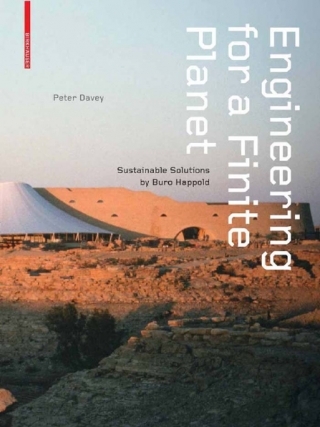 Peter Davey
Engineering
for a Finite
Planet
Sustainable Solutions
by Buro Happold